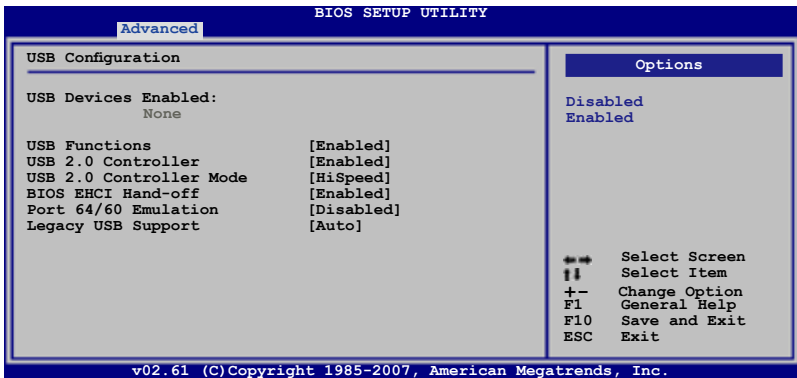 BIOS SETUP UTILITY
Advanced
USB Configuration
USB Devices Enabled:
None
USB Functions [Enabled]
USB 2.0 Controller [Enabled]
USB 2.0 Controller Mode [HiSpeed]
BIOS EHCI Hand-off [Enabled]
Port 64/60 Emulation [Disabled]
Legacy USB Support [Auto]
Options
Disabled
Enabled
←→ Select Screen
↑↓ Select Item
+- Change Option
F1 General Help
F10 Save and Exit
ESC Exit
v02.61 (C)Copyright 1985-2007, American Megatrends, Inc.